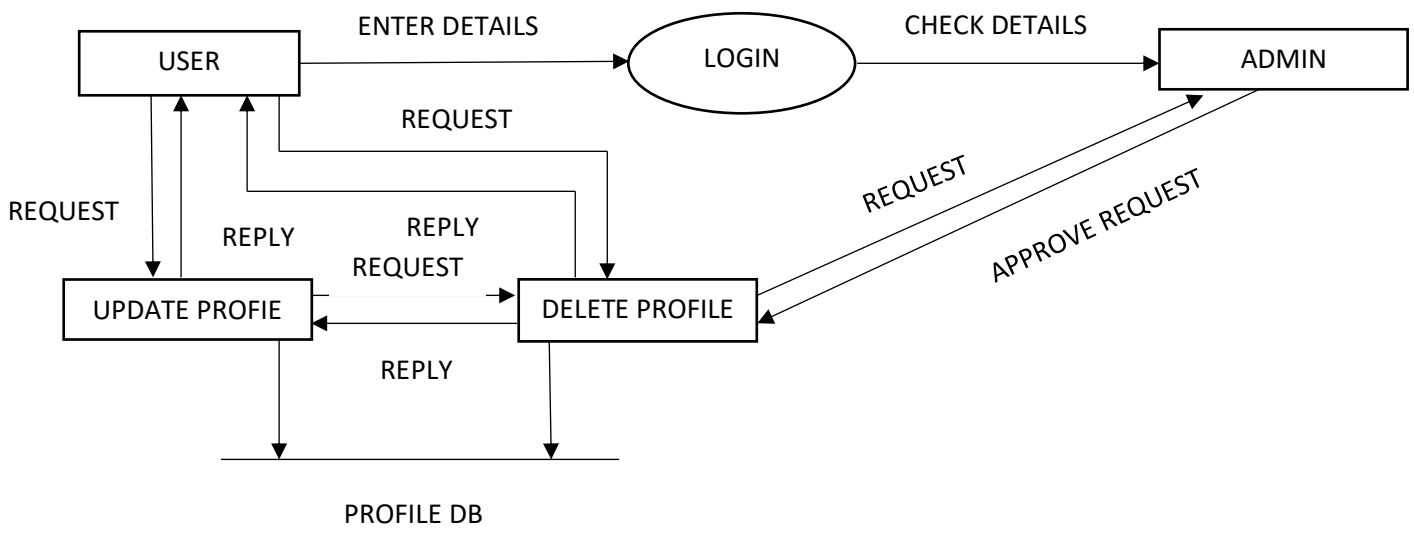 ENTER DETAILS
CHECK DETAILS
USER
LOGIN
ADMIN
REQUEST
REQUEST
REQUEST
APPROVE REQUEST
REPLY
REPLY
REQUEST
UPDATE PROFIE
DELETE PROFILE
REPLY
PROFILE DB